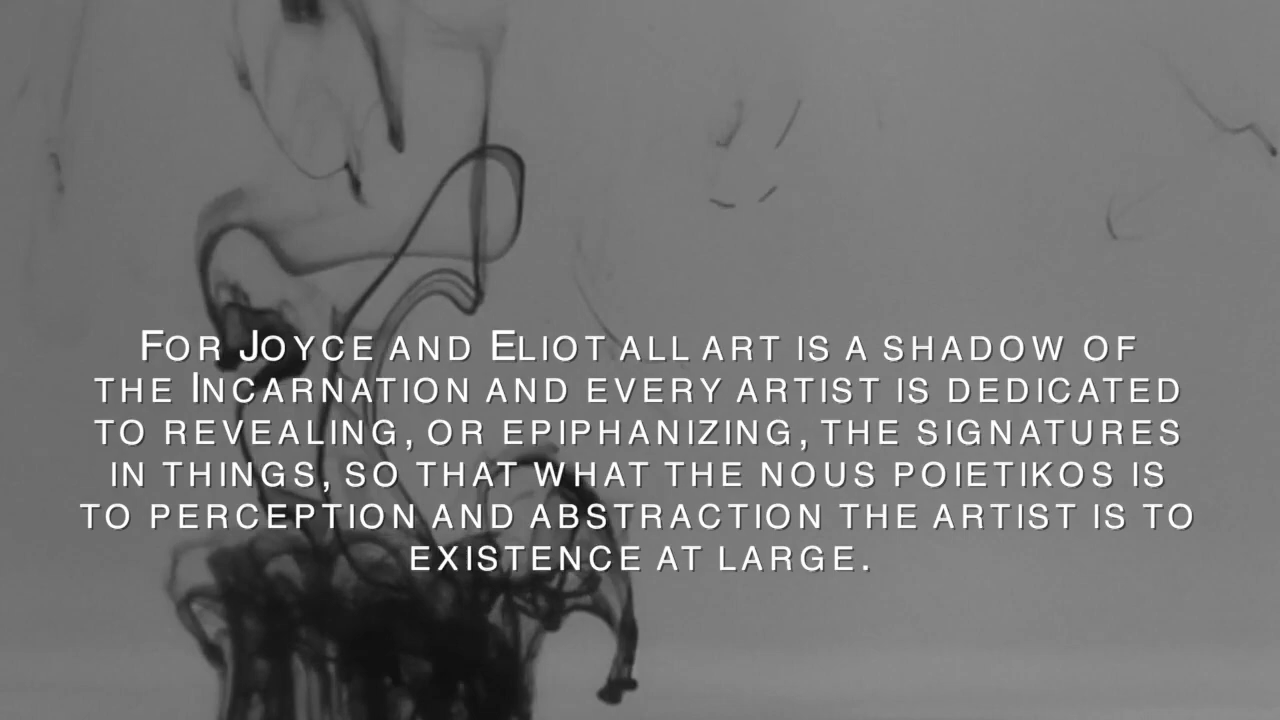 For Joyce and Eliot all art is a shadow of
the Incarnation and every artist is dedicated
to revealing, or epiphanizing, the signatures
in things, so that what the nous poietikos is
to perception and abstraction the artist is to
existence at large.